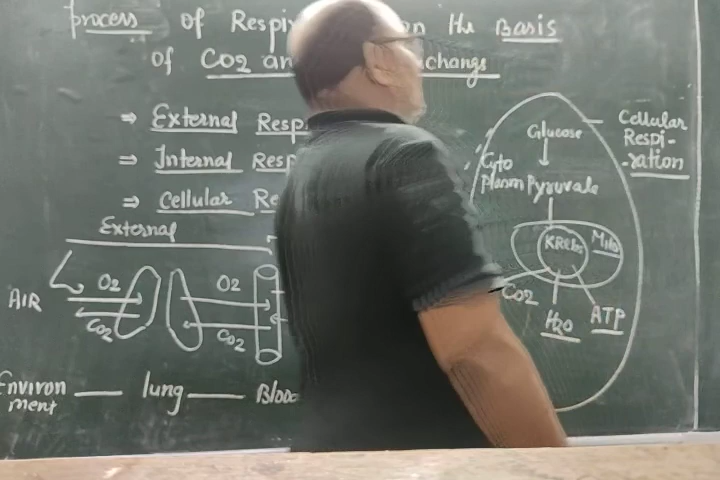 process of Respi on the Basis
of CO2 an change
⇒ External Resp
⇒ Internal Resp
⇒ Cellular Re
External
AIR
O2
CO2
O2
CO2
Environ
ment — lung — Blood
Cellular
Respi-
-ration
Glucose
Cyto
Plasm Pyruvate
Krebs
Mito
CO2
H2O
ATP